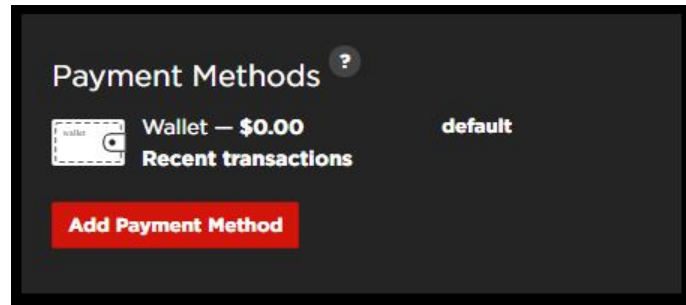 Payment Methods ?
wallet
Wallet — $0.00 default
Recent transactions
Add Payment Method